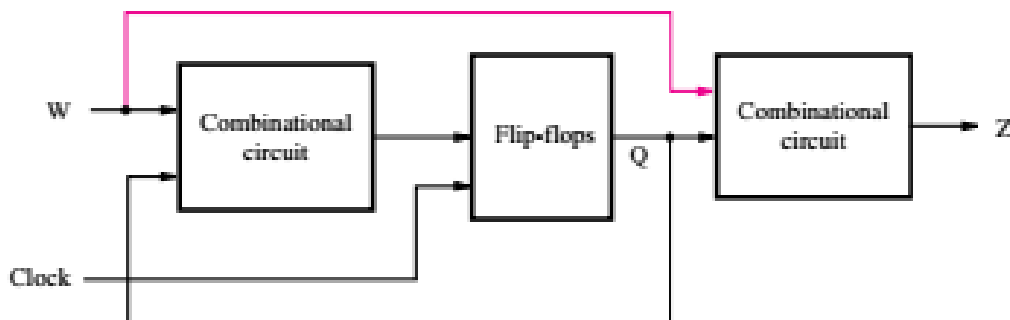 W
Combinational
circuit
Flip-flops
Q
Combinational
circuit
Z
Clock